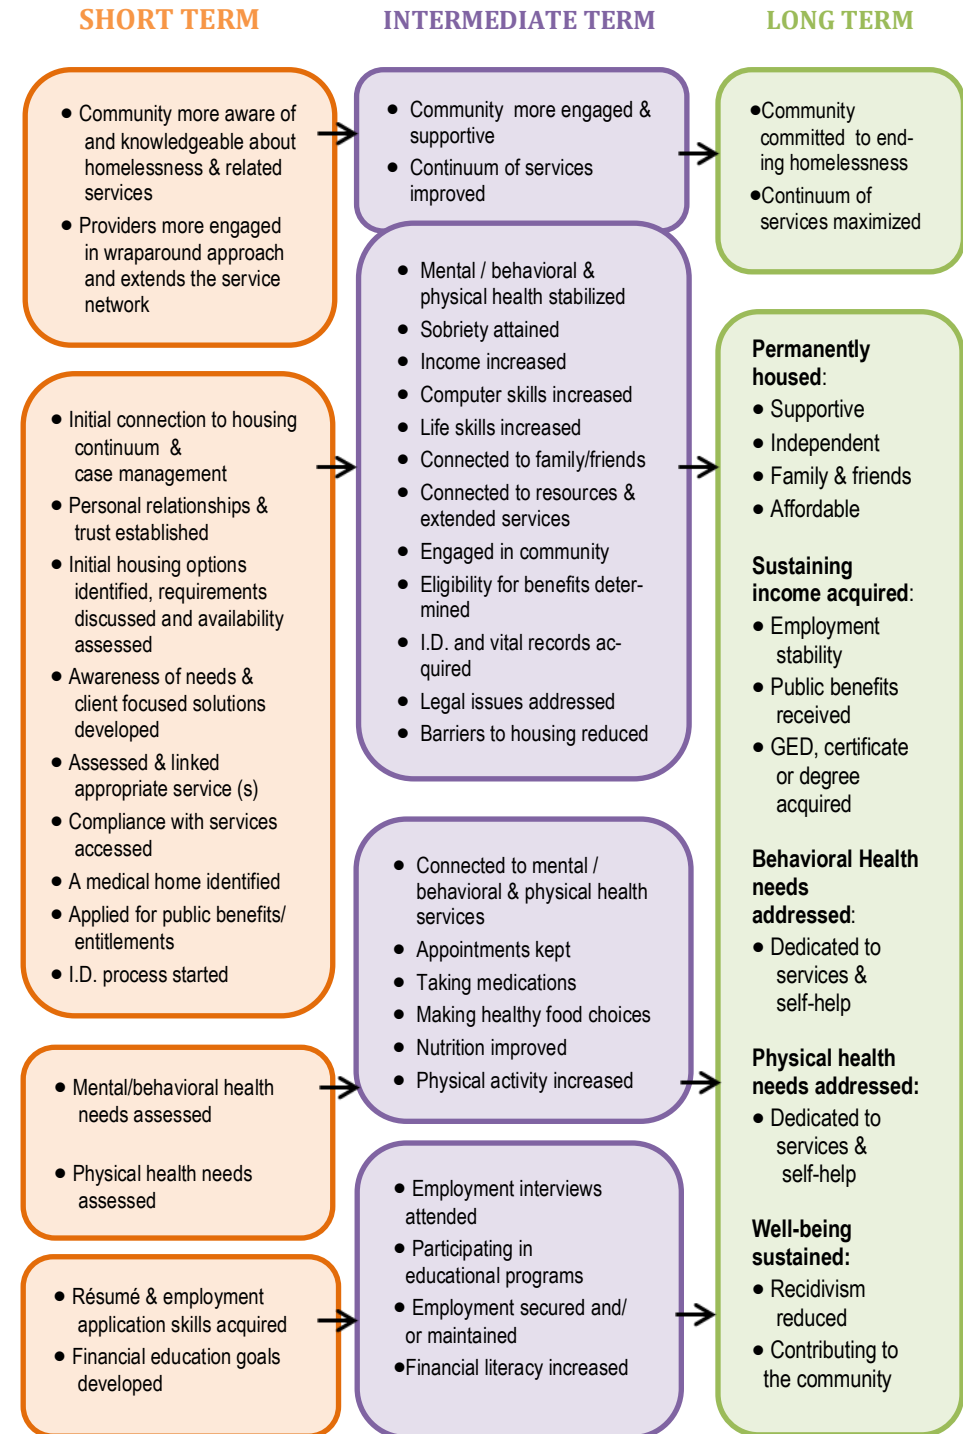 SHORT TERM
INTERMEDIATE TERM
LONG TERM
• Community more aware of
and knowledgeable about
homelessness & related
services
• Providers more engaged
in wraparound approach
and extends the service
network
• Community more engaged &
supportive
• Continuum of services
improved
•Community
committed to end-
ing homelessness
•Continuum of
services maximized
• Initial connection to housing
continuum &
case management
• Personal relationships &
trust established
• Initial housing options
identified, requirements
discussed and availability
assessed
• Awareness of needs &
client focused solutions
developed
• Assessed & linked
appropriate service (s)
• Compliance with services
accessed
• A medical home identified
• Applied for public benefits/
entitlements
• I.D. process started
• Mental / behavioral &
physical health stabilized
• Sobriety attained
• Income increased
• Computer skills increased
• Life skills increased
• Connected to family/friends
• Connected to resources &
extended services
• Engaged in community
• Eligibility for benefits deter-
mined
• I.D. and vital records ac-
quired
• Legal issues addressed
• Barriers to housing reduced
Permanently
housed:
• Supportive
• Independent
• Family & friends
• Affordable
Sustaining
income acquired:
• Employment
stability
• Public benefits
received
• GED, certificate
or degree
acquired
Behavioral Health
needs
addressed:
• Dedicated to
services &
self-help
Physical health
needs addressed:
• Dedicated to
services &
self-help
Well-being
sustained:
• Recidivism
reduced
• Contributing to
the community
• Mental/behavioral health
needs assessed
• Physical health needs
assessed
• Connected to mental /
behavioral & physical health
services
• Appointments kept
• Taking medications
• Making healthy food choices
• Nutrition improved
• Physical activity increased
• Résumé & employment
application skills acquired
• Financial education goals
developed
• Employment interviews
attended
• Participating in
educational programs
• Employment secured and/
or maintained
•Financial literacy increased